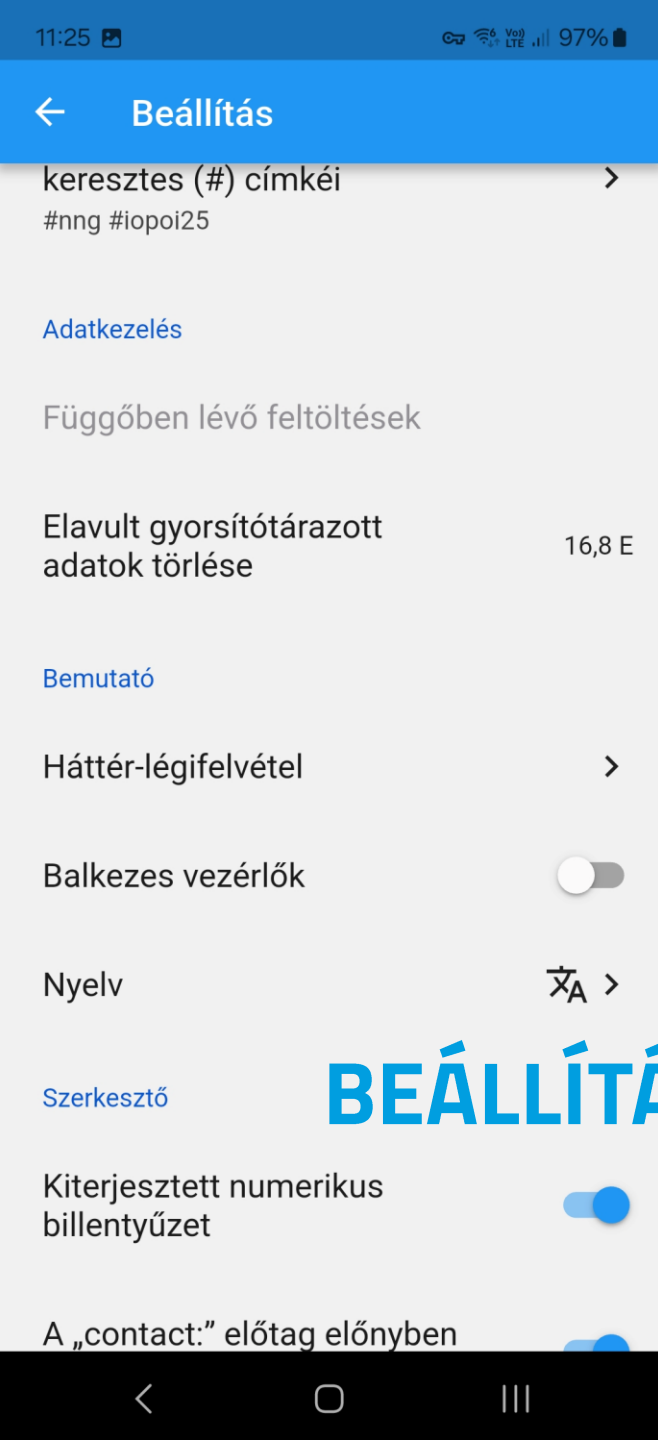 11:25 97%
Beállítás
keresztes (#) címkéi
#nng #iopoi25
Adatkezelés
Függőben lévő feltöltések
Elavult gyorsítótárazott
adatok törlése
16,8 E
Bemutató
Háttér-légifelvétel
Balkezes vezérlők
Nyelv
Szerkesztő
BEÁLLÍTÁ
Kiterjesztett numerikus
billentyűzet
A „contact:” előtag előnyben